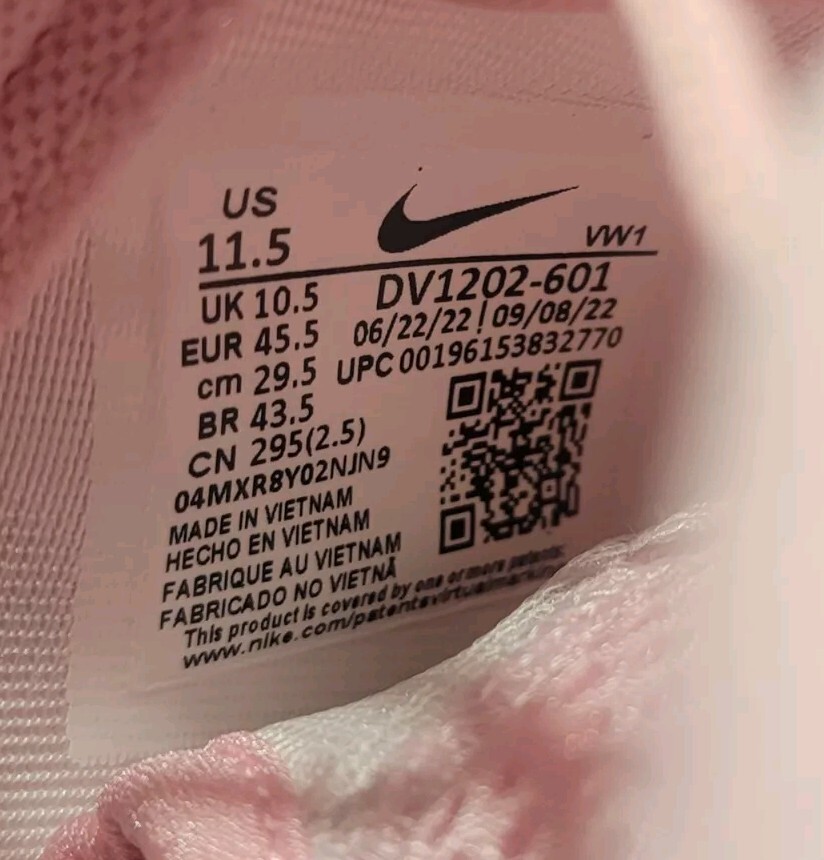 US
11.5
VW1
UK 10.5
EUR 45.5
cm 29.5
BR 43.5
CN 295(2.5)
DV1202-601
06/22/22 | 09/08/22
UPC 00196153832770
04MXR8Y02NJN9
MADE IN VIETNAM
HECHO EN VIETNAM
FABRIQUE AU VIETNAM
FABRICADO NO VIETNÃ
This product is covered by one or more patents:
www.nike.com/patentsvirtualmarking